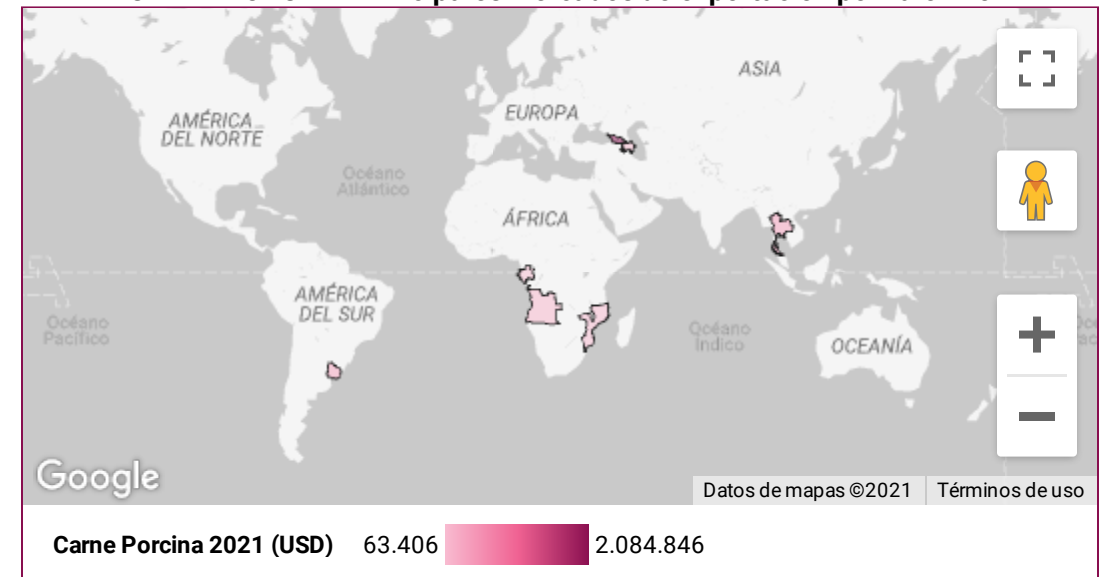 ASIA
EUROPA
AMÉRICA
DEL NORTE
Océano
Atlántico
ÁFRICA
AMÉRICA
DEL SUR
Océano
Pacífico
Océano
Índico
OCEANÍA
Google
Datos de mapas ©2021 Términos de uso
Carne Porcina 2021 (USD) 63.406 2.084.846